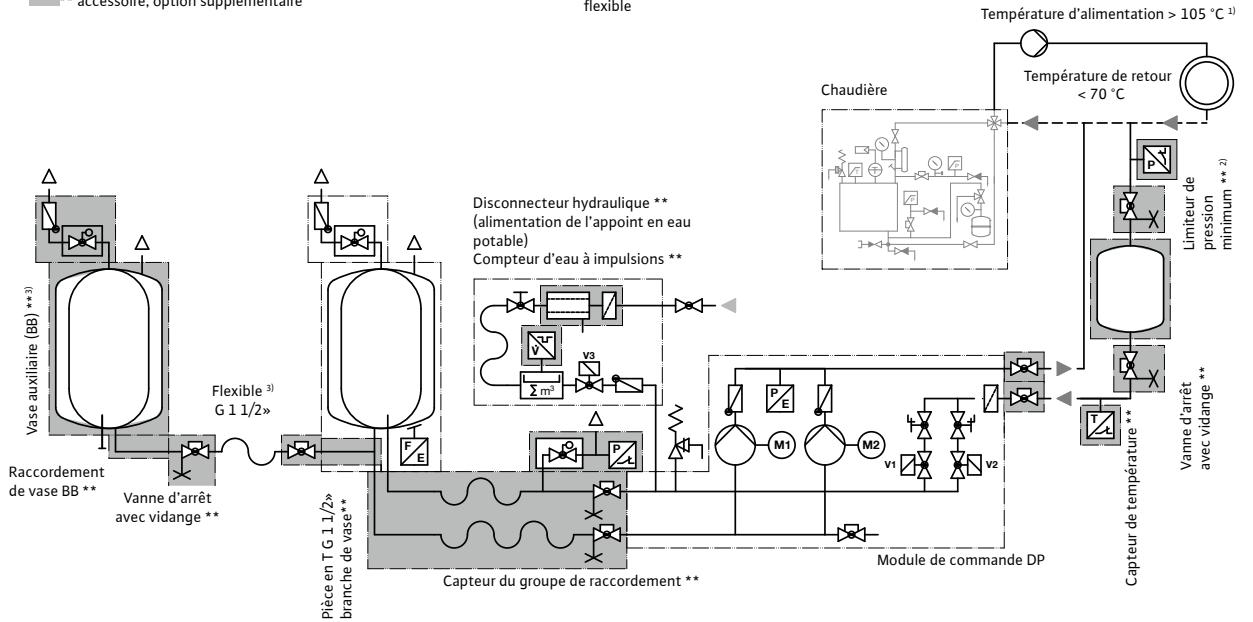 ** accessoire, option supplémentaire
flexible
Température d'alimentation > 105 °C ¹⁾
Température de retour
< 70 °C
Chaudière
P
Limiteur de
pression
minimum ** ²⁾
Disconnecteur hydraulique **
(alimentation de l'appoint en eau
potable)
Compteur d'eau à impulsions **
V̇
V3
∑ m³
Vase auxiliaire (BB) **³⁾
Flexible ³⁾
G 1 1/2»
F
E
P
E
P
M1
M2
V1
V2
T
Raccordement
de vase BB **
Vanne d'arrêt
avec vidange **
Pièce en T G 1 1/2»
branche de vase**
Capteur du groupe de raccordement **
Module de commande DP
Capteur de température **
Vanne d'arrêt
avec vidange **